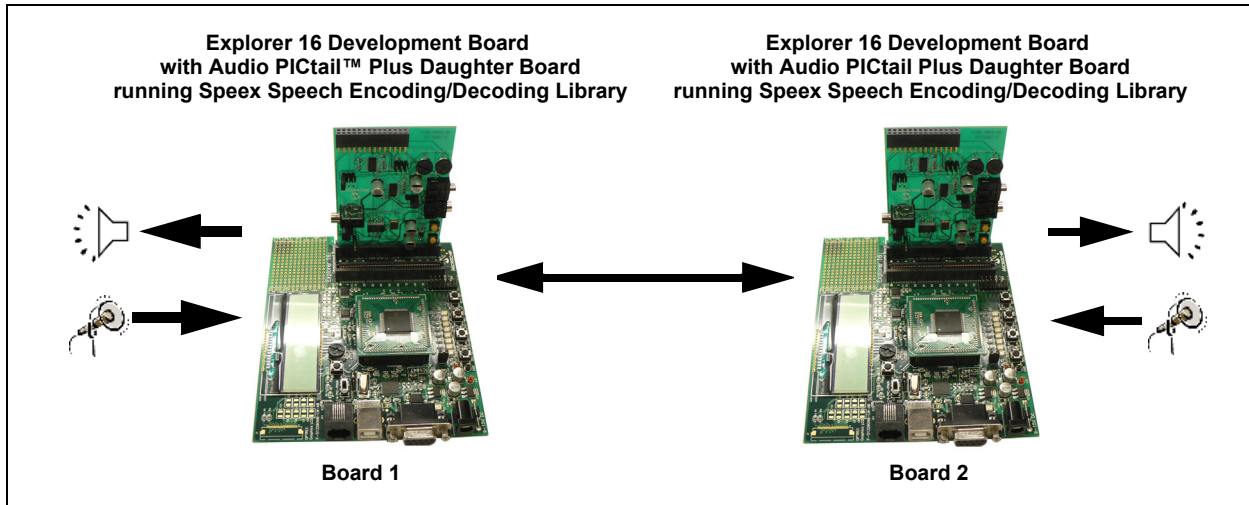 Explorer 16 Development Board
with Audio PICtail™ Plus Daughter Board
running Speex Speech Encoding/Decoding Library
Explorer 16 Development Board
with Audio PICtail Plus Daughter Board
running Speex Speech Encoding/Decoding Library
Board 1
Board 2